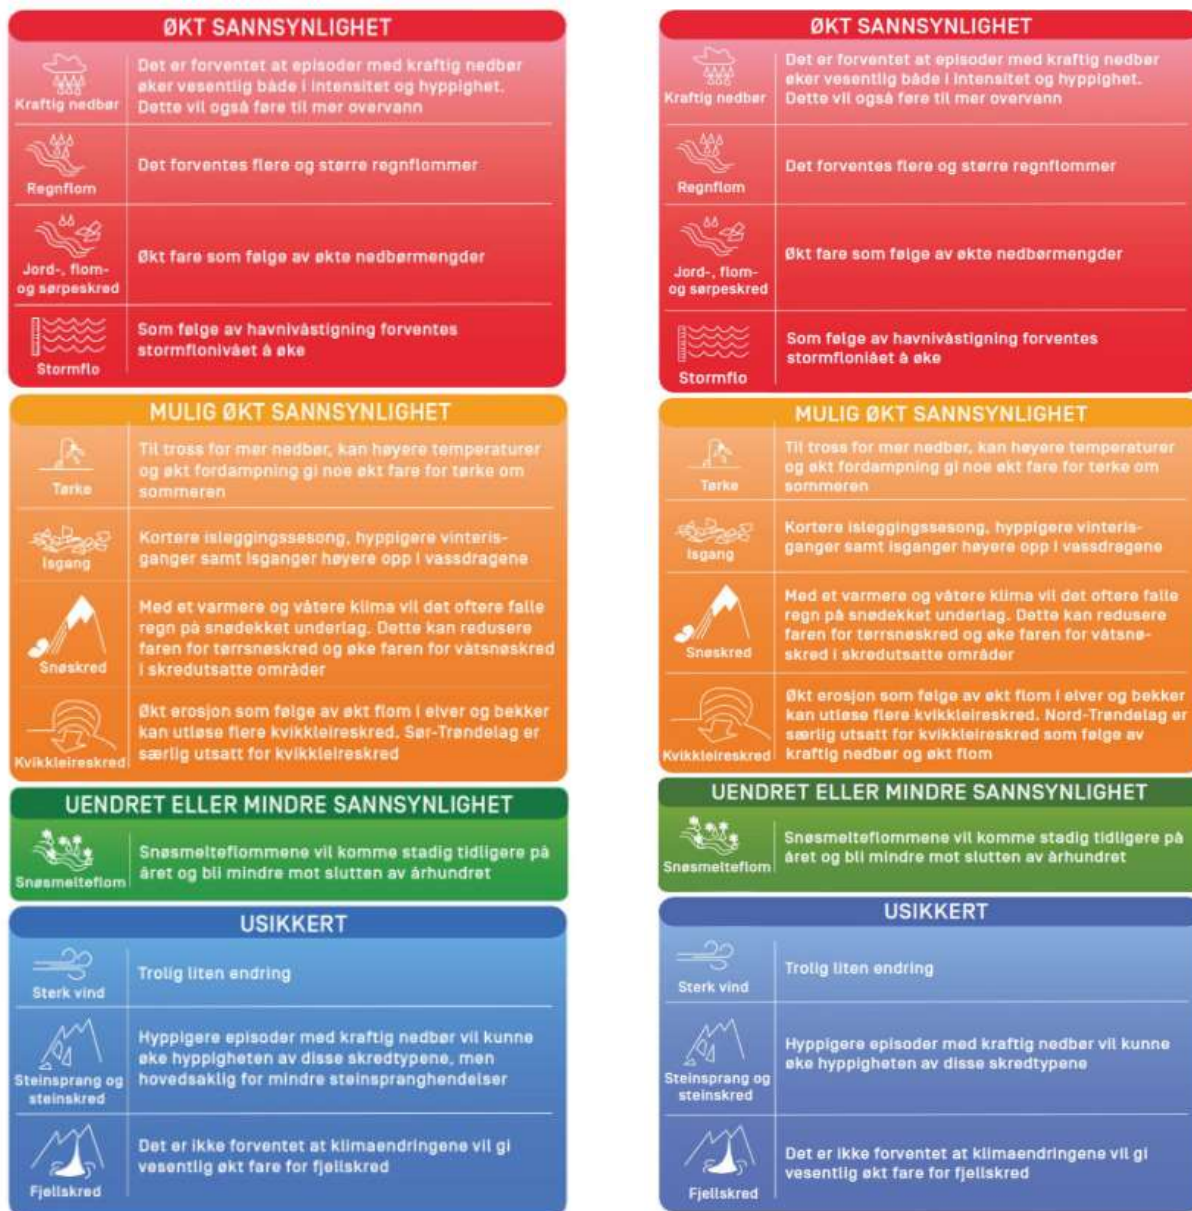 ØKT SANNSYNLIGHET
Kraftig nedbør
Det er forventet at episoder med kraftig nedbør
øker vesentlig både i intensitet og hyppighet.
Dette vil også føre til mer overvann
Regnflom
Det forventes flere og større regnflommer
Jord-, flom-
og sørpeskred
Økt fare som følge av økte nedbørmengder
Stormflo
Som følge av havnivåstigning forventes
stormflonivået å øke
MULIG ØKT SANNSYNLIGHET
Tørke
Til tross for mer nedbør, kan høyere temperaturer
og økt fordampning gi noe økt fare for tørke om
sommeren
Isgang
Kortere isleggingssesong, hyppigere vinteris-
ganger samt isganger høyere opp i vassdragene
Snøskred
Med et varmere og våtere klima vil det oftere falle
regn på snødekket underlag. Dette kan redusere
faren for tørrsnøskred og øke faren for våtsnøskred
i skredutsatte områder
Kvikkleireskred
Økt erosjon som følge av økt flom i elver og bekker
kan utløse flere kvikkleireskred. Sør-Trøndelag er
særlig utsatt for kvikkleireskred
UENDRET ELLER MINDRE SANNSYNLIGHET
Snøsmelteflom
Snøsmelteflommene vil komme stadig tidligere på
året og bli mindre mot slutten av århundret
USIKKERT
Sterk vind
Trolig liten endring
Steinsprang og
steinskred
Hyppigere episoder med kraftig nedbør vil kunne
øke hyppigheten av disse skredtypene, men
hovedsaklig for mindre steinspranghendelser
Fjellskred
Det er ikke forventet at klimaendringene vil gi
vesentlig økt fare for fjellskred
ØKT SANNSYNLIGHET
Kraftig nedbør
Det er forventet at episoder med kraftig nedbør
øker vesentlig både i intensitet og hyppighet.
Dette vil også føre til mer overvann
Regnflom
Det forventes flere og større regnflommer
Jord-, flom-
og sørpeskred
Økt fare som følge av økte nedbørmengder
Stormflo
Som følge av havnivåstigning forventes
stormfloniået å øke
MULIG ØKT SANNSYNLIGHET
Tørke
Til tross for mer nedbør, kan høyere temperaturer
og økt fordampning gi noe økt fare for tørke om
sommeren
Isgang
Kortere isleggingssesong, hyppigere vinteris-
ganger samt isganger høyere opp i vassdragene
Snøskred
Med et varmere og våtere klima vil det oftere falle
regn på snødekket underlag. Dette kan redusere
faren for tørrsnøskred og øke faren for våtsnø-
skred i skredutsatte områder
Kvikkleireskred
Økt erosjon som følge av økt flom i elver og bekker
kan utløse flere kvikkleireskred. Nord-Trøndelag er
særlig utsatt for kvikkleireskred som følge av
kraftig nedbør og økt flom
UENDRET ELLER MINDRE SANNSYNLIGHET
Snøsmelteflom
Snøsmelteflommene vil komme stadig tidligere på
året og bli mindre mot slutten av århundret
USIKKERT
Sterk vind
Trolig liten endring
Steinsprang og
steinskred
Hyppigere episoder med kraftig nedbør vil kunne
øke hyppigheten av disse skredtypene
Fjellskred
Det er ikke forventet at klimaendringene vil gi
vesentlig økt fare for fjellskred